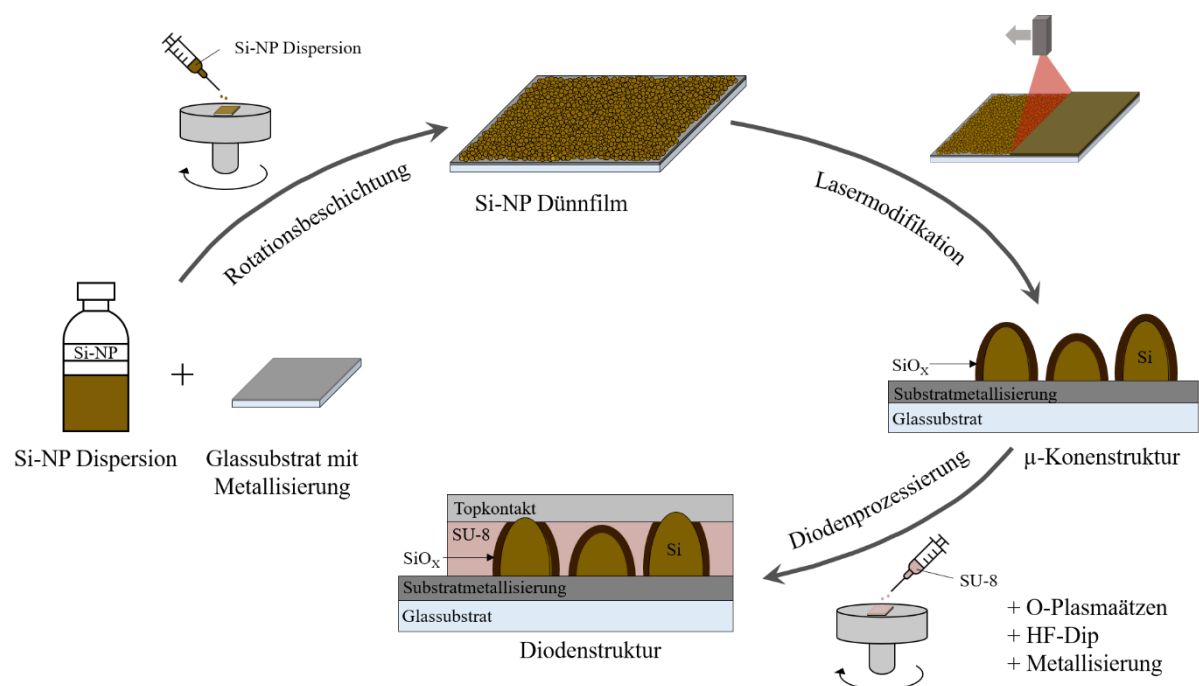 Si-NP Dispersion
Rotationsbeschichtung
Si-NP Dünnfilm
Lasermodifikation
Si-NP
+
Si-NP Dispersion
Glassubstrat mit
Metallisierung
SiOₓ
Si
Substratmetallisierung
Glassubstrat
µ-Konenstruktur
Diodenprozessierung
SU-8
+ O-Plasmaätzen
+ HF-Dip
+ Metallisierung
Topkontakt
SU-8
SiOₓ
Si
Substratmetallisierung
Glassubstrat
Diodenstruktur